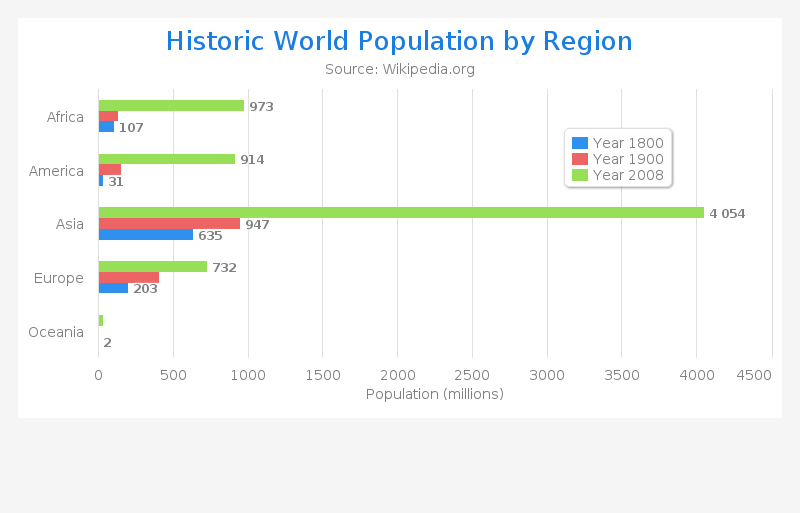 Historic World Population by Region
Source: Wikipedia.org
Africa
973
107
Year 1800
Year 1900
Year 2008
America
914
31
Asia
4 054
947
635
Europe
732
203
Oceania
2
0 500 1000 1500 2000 2500 3000 3500 4000 4500
Population (millions)